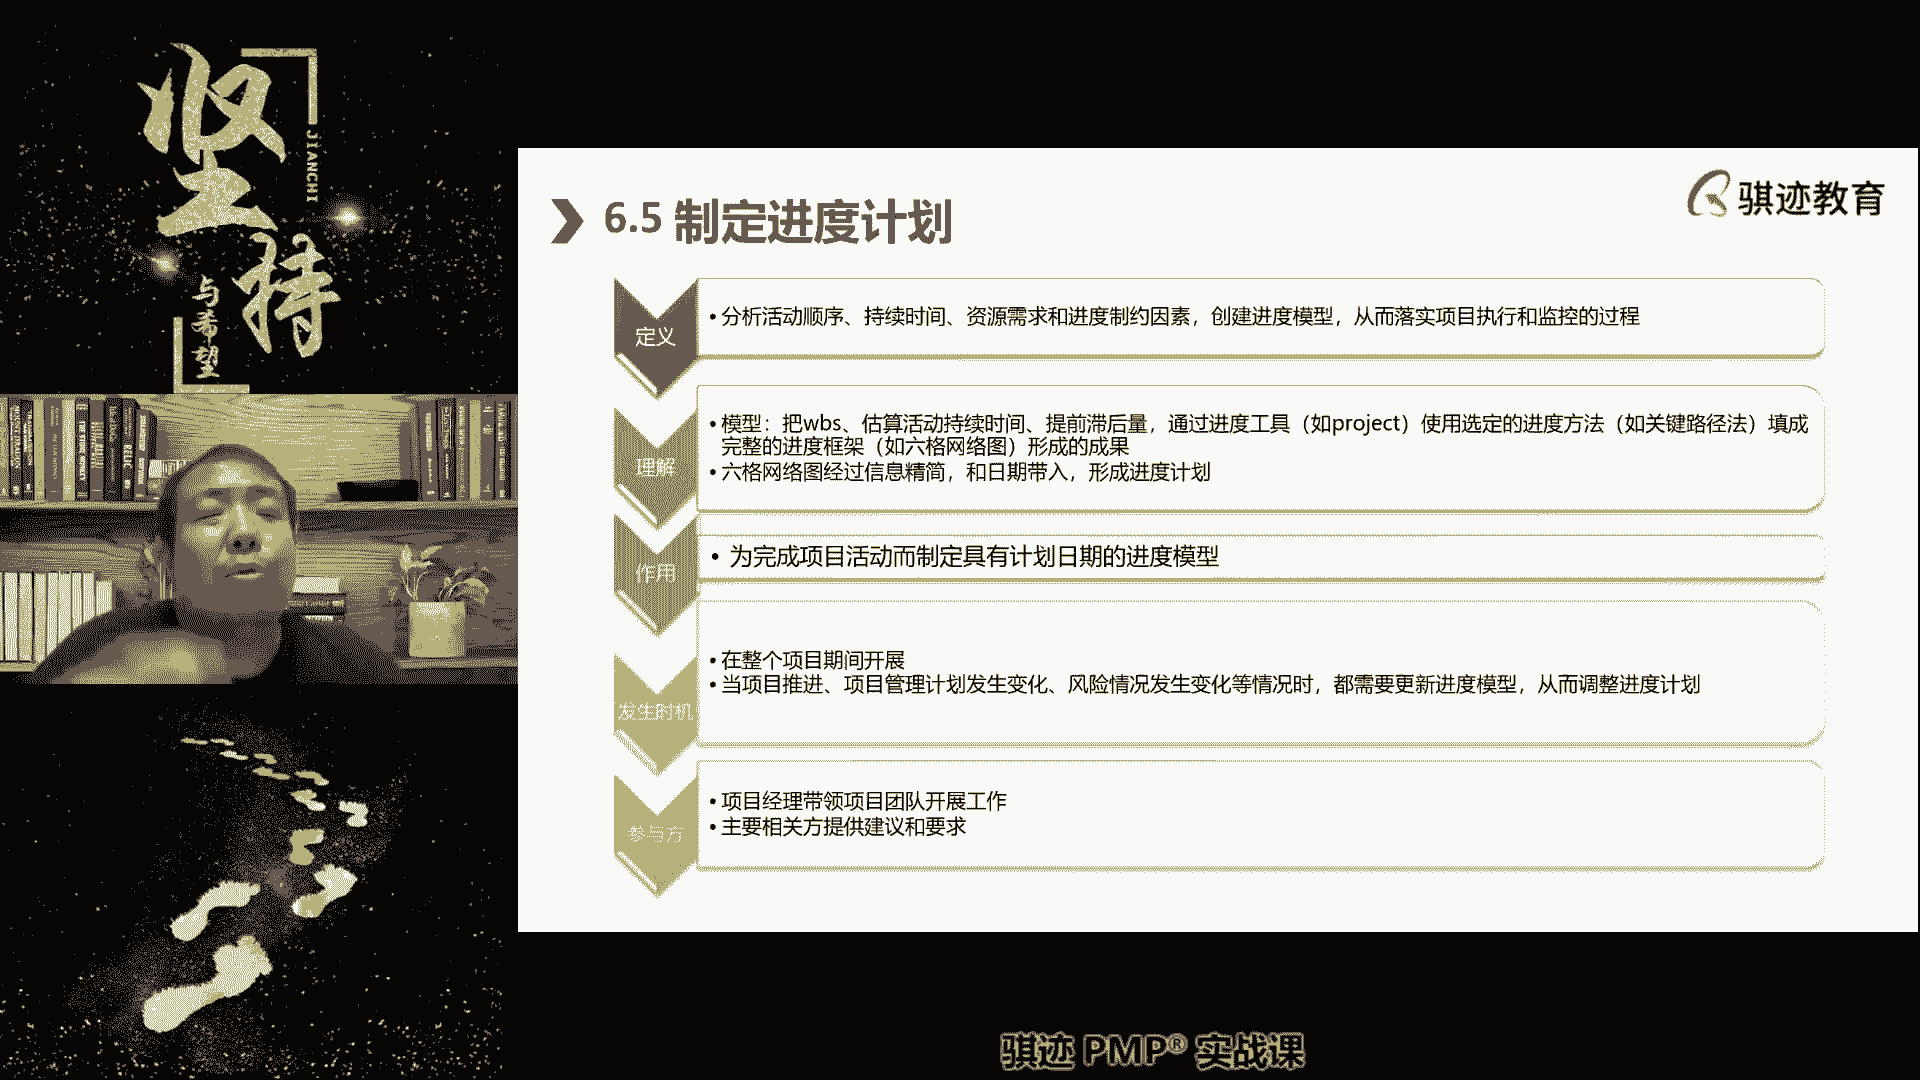 坚持
JIANCHI
与希望
骐迹教育
6.5 制定进度计划
定义
• 分析活动顺序、持续时间、资源需求和进度制约因素，创建进度模型，从而落实项目执行和监控的过程
理解
• 模型：把wbs、估算活动持续时间、提前滞后量，通过进度工具（如project）使用选定的进度方法（如关键路径法）填成
完整的进度框架（如六格网络图）形成的成果
• 六格网络图经过信息精简，和日期带入，形成进度计划
作用
• 为完成项目活动而制定具有计划日期的进度模型
发生时机
• 在整个项目期间开展
• 当项目推进、项目管理计划发生变化、风险情况发生变化等情况时，都需要更新进度模型，从而调整进度计划
参与方
• 项目经理带领项目团队开展工作
• 主要相关方提供建议和要求
骐迹 PMP® 实战课